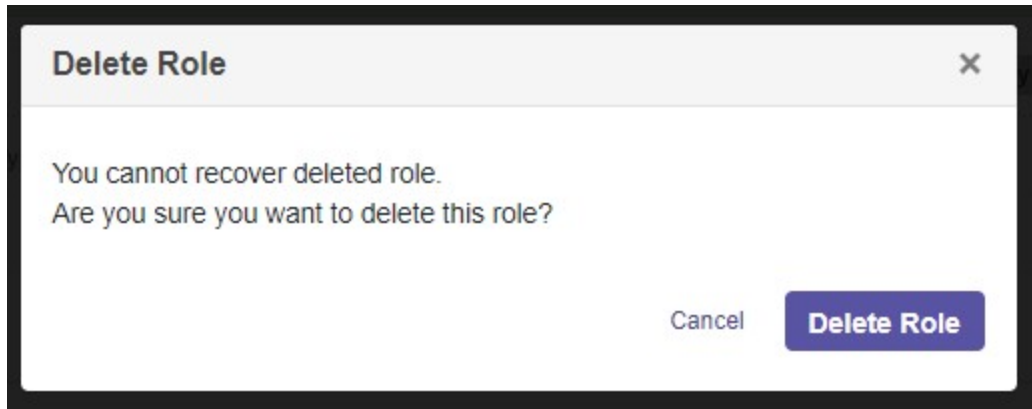 Delete Role
You cannot recover deleted role.
Are you sure you want to delete this role?
Cancel
Delete Role